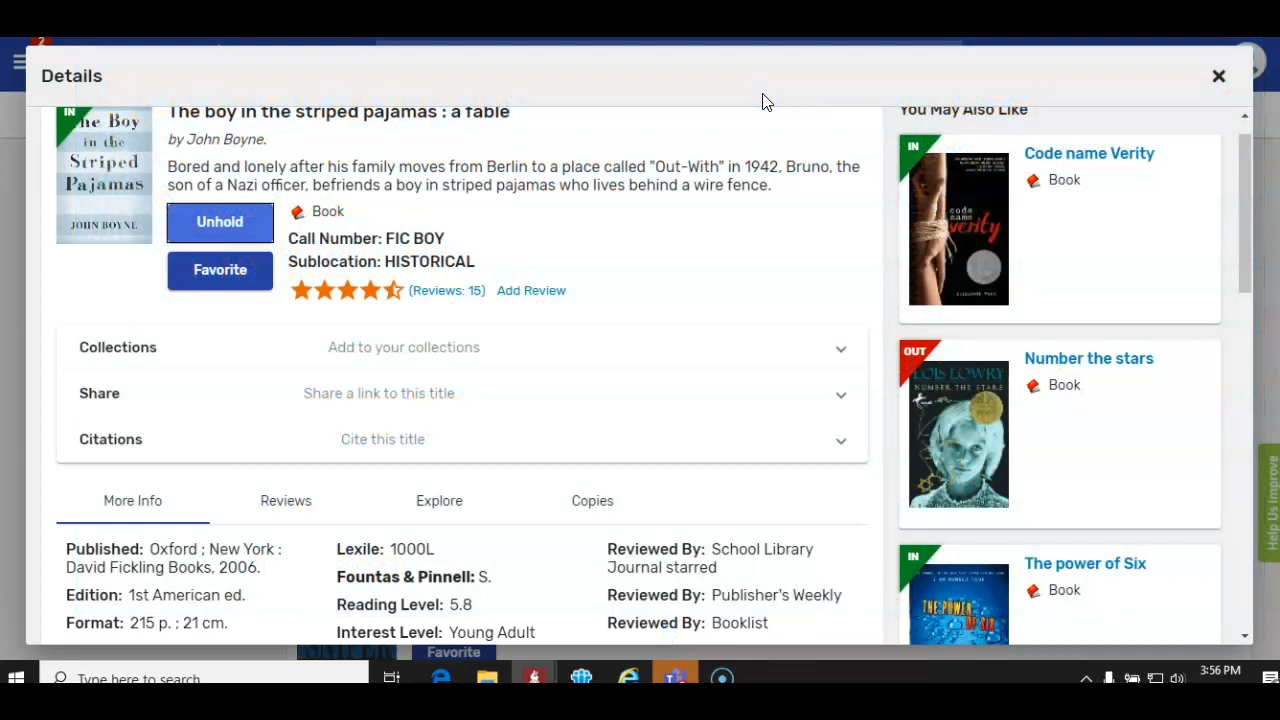 2
Details
IN
The boy in the striped pajamas : a fable
by John Boyne.
Bored and lonely after his family moves from Berlin to a place called "Out-With" in 1942, Bruno, the
son of a Nazi officer, befriends a boy in striped pajamas who lives behind a wire fence.
The Boy
in the
Striped
Pajamas
JOHN BOYNE
Unhold
Favorite
Book
Call Number: FIC BOY
Sublocation: HISTORICAL
(Reviews: 15) Add Review
Collections Add to your collections
Share Share a link to this title
Citations Cite this title
More Info Reviews Explore Copies
Published: Oxford ; New York :
David Fickling Books, 2006.
Edition: 1st American ed.
Format: 215 p. ; 21 cm.
Lexile: 1000L
Fountas & Pinnell: S.
Reading Level: 5.8
Interest Level: Young Adult
Reviewed By: School Library
Journal starred
Reviewed By: Publisher's Weekly
Reviewed By: Booklist
You May Also Like
IN
code
name
verity
Code name Verity
Book
OUT
LOIS LOWRY
NUMBER THE STARS
Number the stars
Book
IN
THE POWER
OF SIX
The power of Six
Book
Help Us Improve
Favorite
Type here to search
3:56 PM